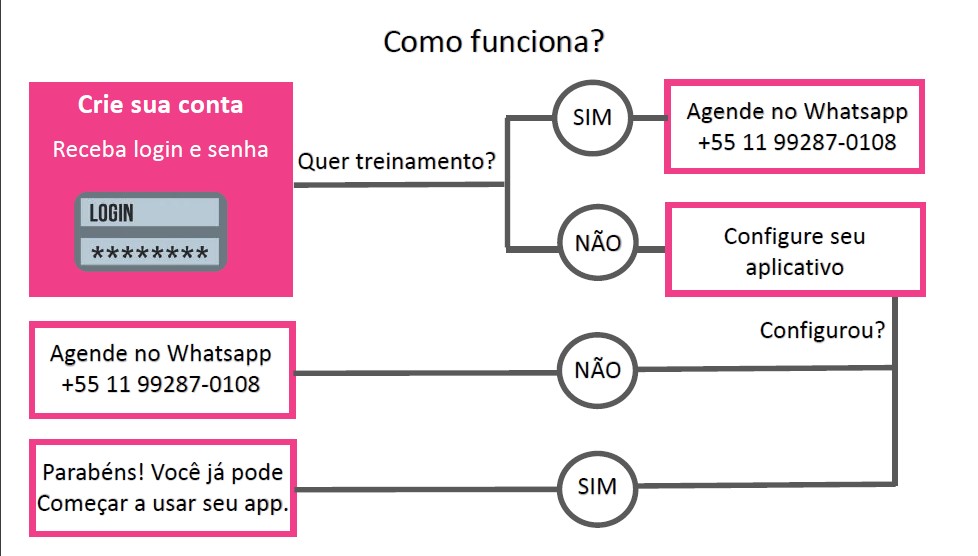 Como funciona?
Crie sua conta
Receba login e senha
LOGIN
********
Quer treinamento?
SIM
Agende no Whatsapp
+55 11 99287-0108
NÃO
Configure seu
aplicativo
Configurou?
NÃO
Agende no Whatsapp
+55 11 99287-0108
SIM
Parabéns! Você já pode
Começar a usar seu app.